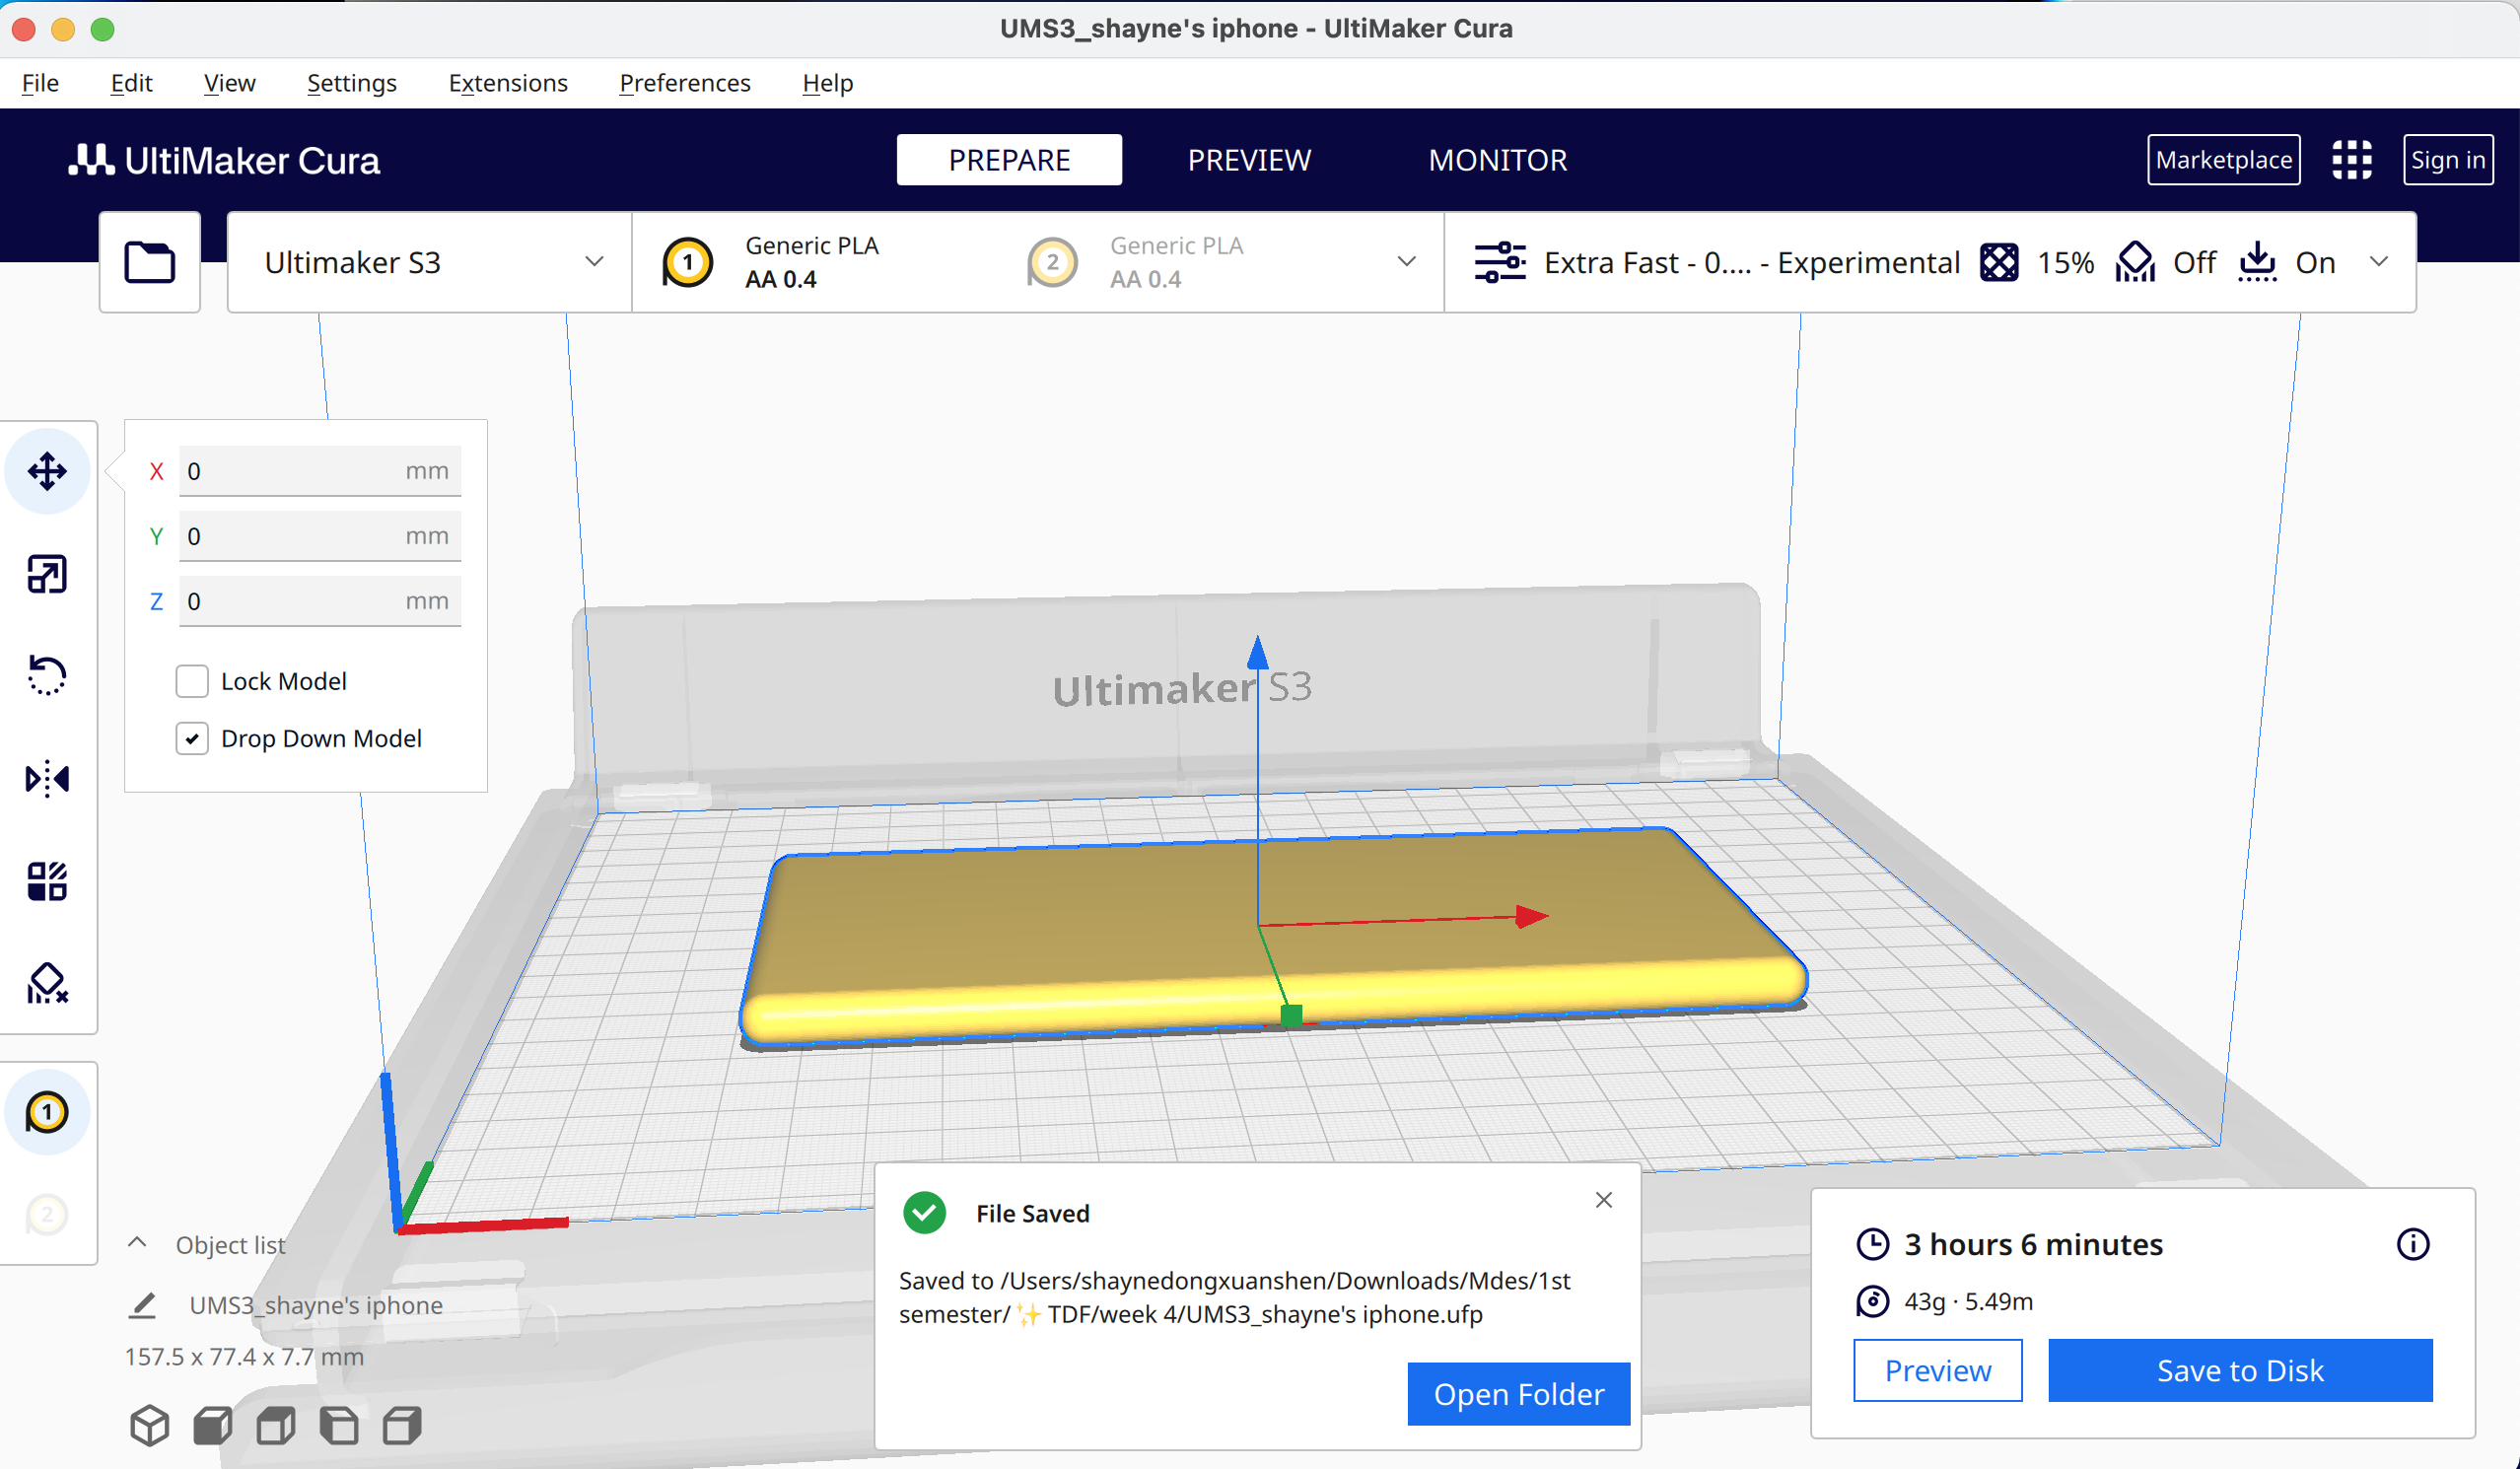 UMS3_shayne's iphone - UltiMaker Cura
File Edit View Settings Extensions Preferences Help
UltiMaker Cura
PREPARE PREVIEW MONITOR
Marketplace
Sign in
Ultimaker S3
1
Generic PLA
AA 0.4
2
Generic PLA
AA 0.4
Extra Fast - 0.... - Experimental
15%
Off
On
X 0 mm
Y 0 mm
Z 0 mm
Lock Model
Drop Down Model
Ultimaker S3
1
2
Object list
UMS3_shayne's iphone
157.5 x 77.4 x 7.7 mm
File Saved
Saved to /Users/shaynedongxuanshen/Downloads/Mdes/1st
semester/✨ TDF/week 4/UMS3_shayne's iphone.ufp
Open Folder
3 hours 6 minutes
43g · 5.49m
Preview
Save to Disk